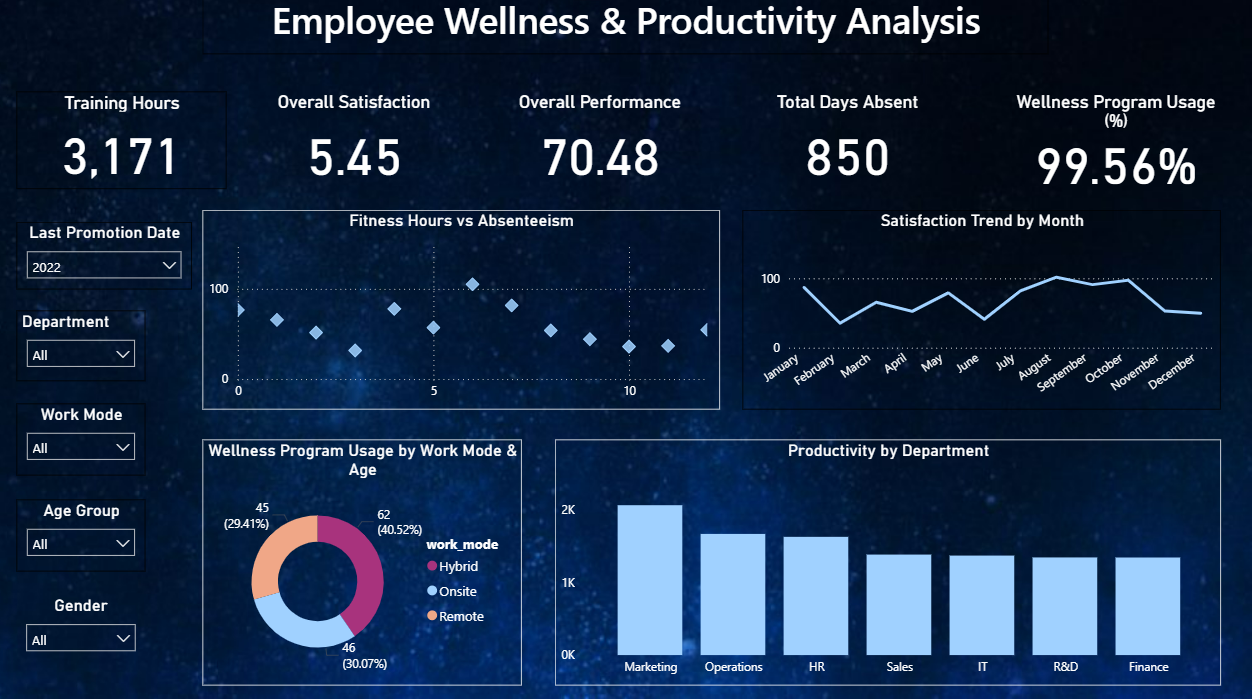 Employee Wellness & Productivity Analysis
Training Hours
3,171
Overall Satisfaction
5.45
Overall Performance
70.48
Total Days Absent
850
Wellness Program Usage
(%)
99.56%
Last Promotion Date
2022
Department
All
Work Mode
All
Age Group
All
Gender
All
Fitness Hours vs Absenteeism
100
0
0
5
10
Satisfaction Trend by Month
100
0
January
February
March
April
May
June
July
August
September
October
November
December
Wellness Program Usage by Work Mode &
Age
45
(29.41%)
62
(40.52%)
46
(30.07%)
work_mode
Hybrid
Onsite
Remote
Productivity by Department
2K
1K
0K
Marketing
Operations
HR
Sales
IT
R&D
Finance